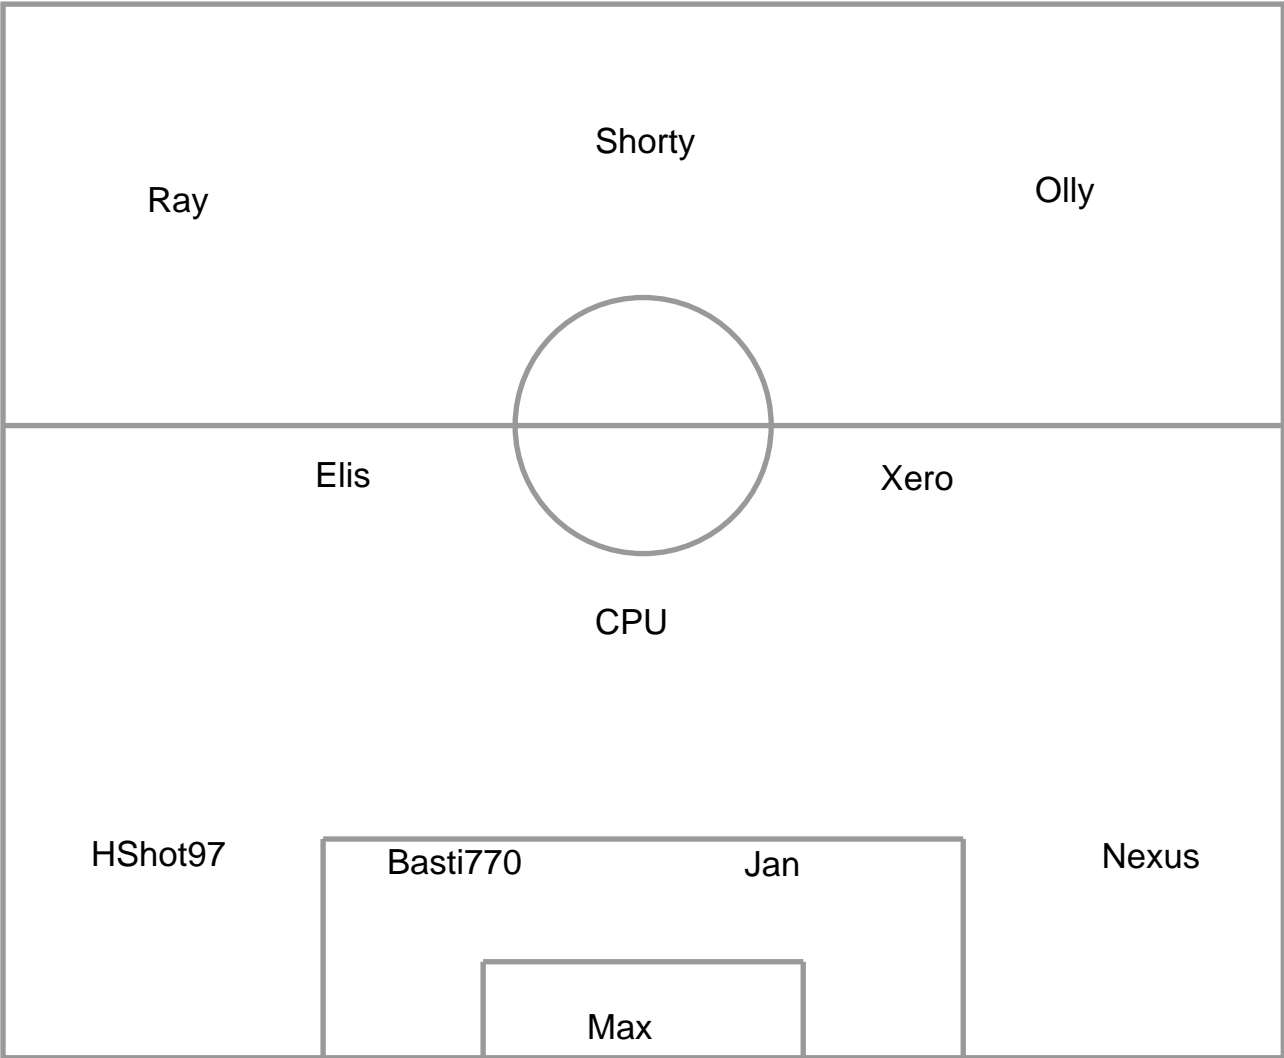 Shorty
Ray
Olly
Elis
Xero
CPU
HShot97
Basti770
Jan
Nexus
Max